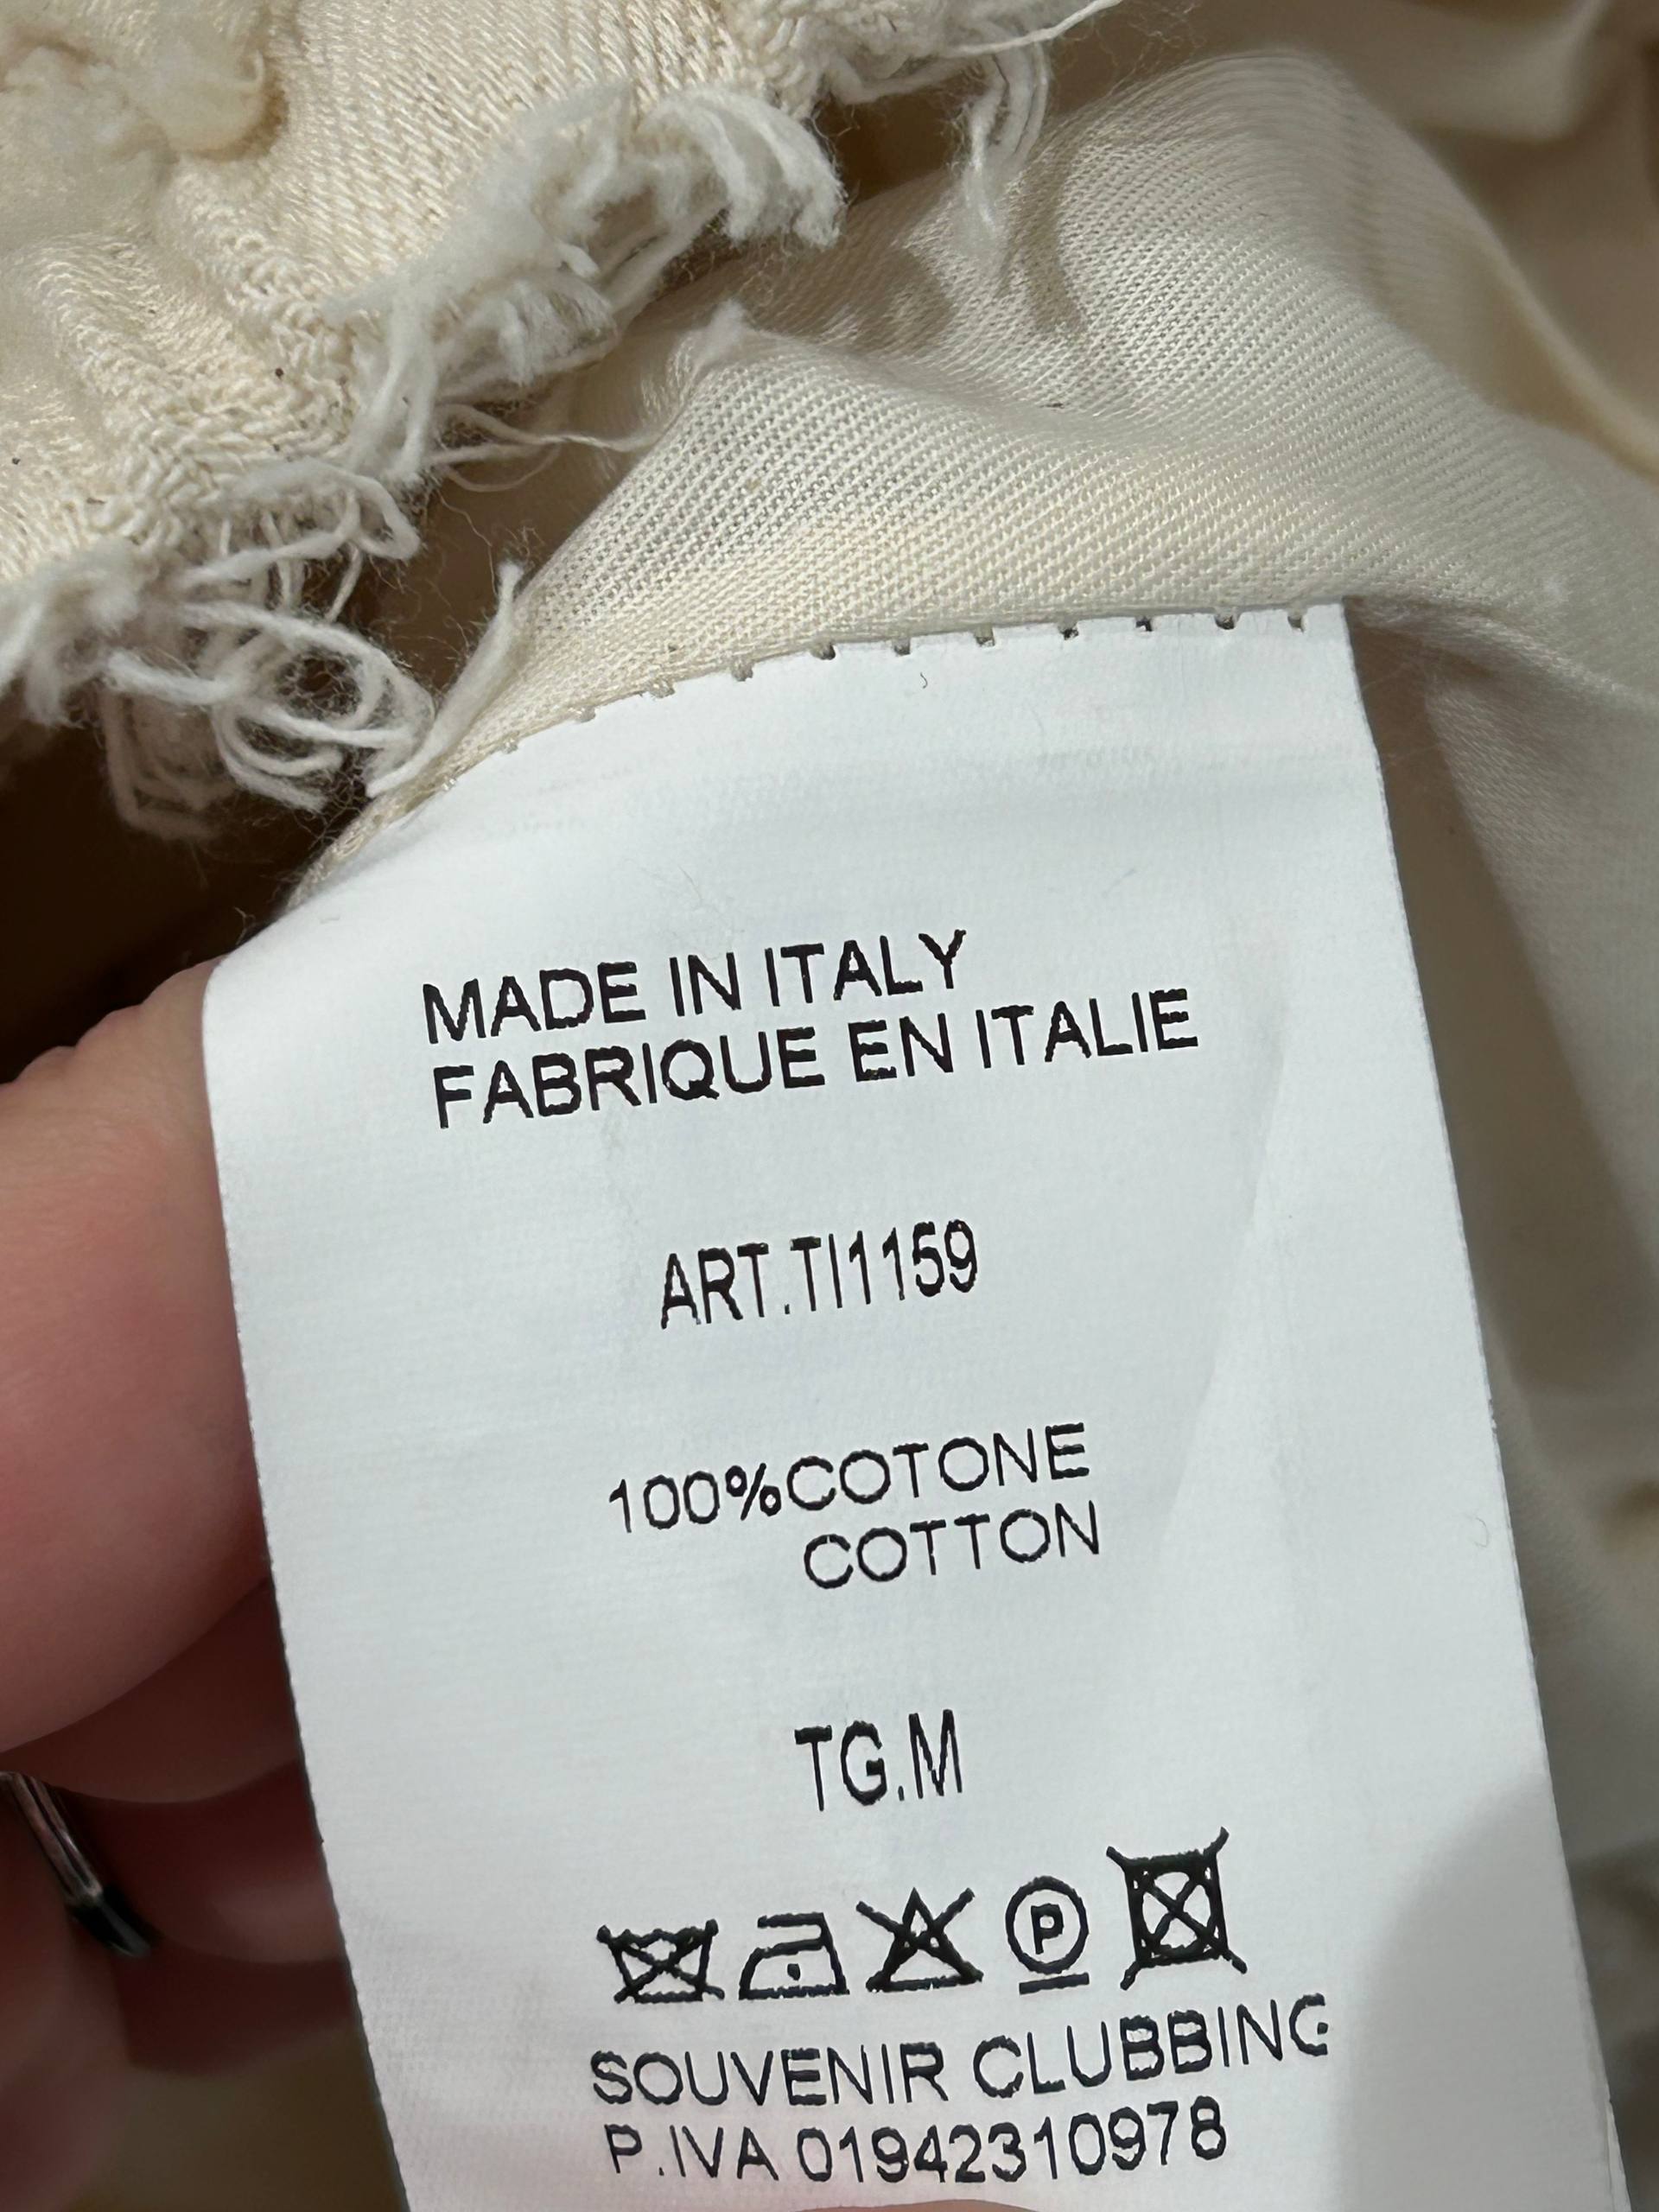 MADE IN ITALY
FABRIQUE EN ITALIE
ART.TI1159
100%COTONE
COTTON
TG.M
P
SOUVENIR CLUBBING
P.IVA 01942310978